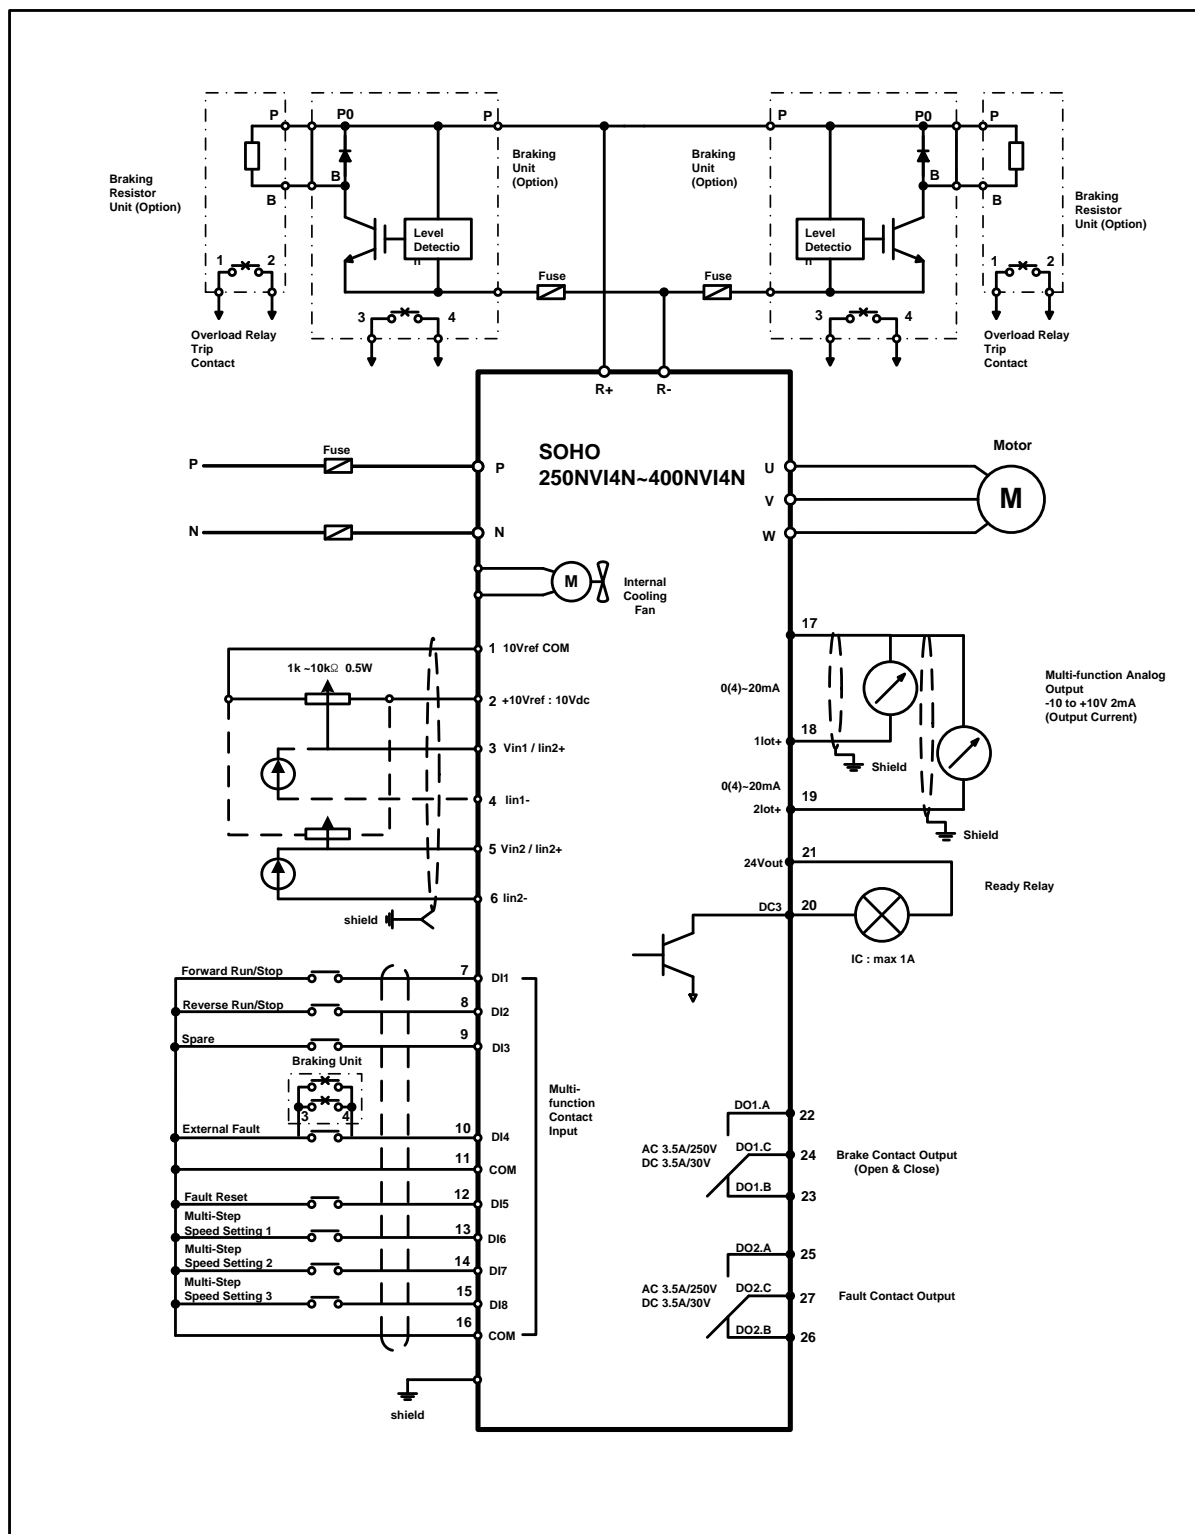 P
P0
P
P
P0
P
B
B
B
B
Braking
Resistor
Unit (Option)
Braking
Unit
(Option)
Braking
Unit
(Option)
Braking
Resistor
Unit (Option)
Level
Detectio
n
Level
Detectio
n
1
2
1
2
Fuse
Fuse
3
4
3
4
Overload Relay
Trip
Contact
Overload Relay
Trip
Contact
R+
R-
SOHO
250NVI4N~400NVI4N
Fuse
P
P
N
N
Motor
U
V
W
M
M
Internal
Cooling
Fan
1 10Vref COM
1k ~10kΩ 0.5W
2 +10Vref : 10Vdc
3 Vin1 / Iin2+
4 Iin1-
5 Vin2 / Iin2+
6 Iin2-
shield
17
0(4)~20mA
18
1Iot+
Shield
0(4)~20mA
19
2Iot+
Shield
Multi-function Analog
Output
-10 to +10V 2mA
(Output Current)
21
24Vout
Ready Relay
DC3
20
IC : max 1A
Forward Run/Stop
7
DI1
Reverse Run/Stop
8
DI2
Spare
9
DI3
Braking Unit
3
4
External Fault
10
DI4
11
COM
Fault Reset
12
DI5
Multi-Step
Speed Setting 1
13
DI6
Multi-Step
Speed Setting 2
14
DI7
Multi-Step
Speed Setting 3
15
DI8
16
COM
Multi-
function
Contact
Input
shield
DO1.A
22
AC 3.5A/250V
DC 3.5A/30V
DO1.C
24
Brake Contact Output
(Open & Close)
DO1.B
23
DO2.A
25
AC 3.5A/250V
DC 3.5A/30V
DO2.C
27
Fault Contact Output
DO2.B
26